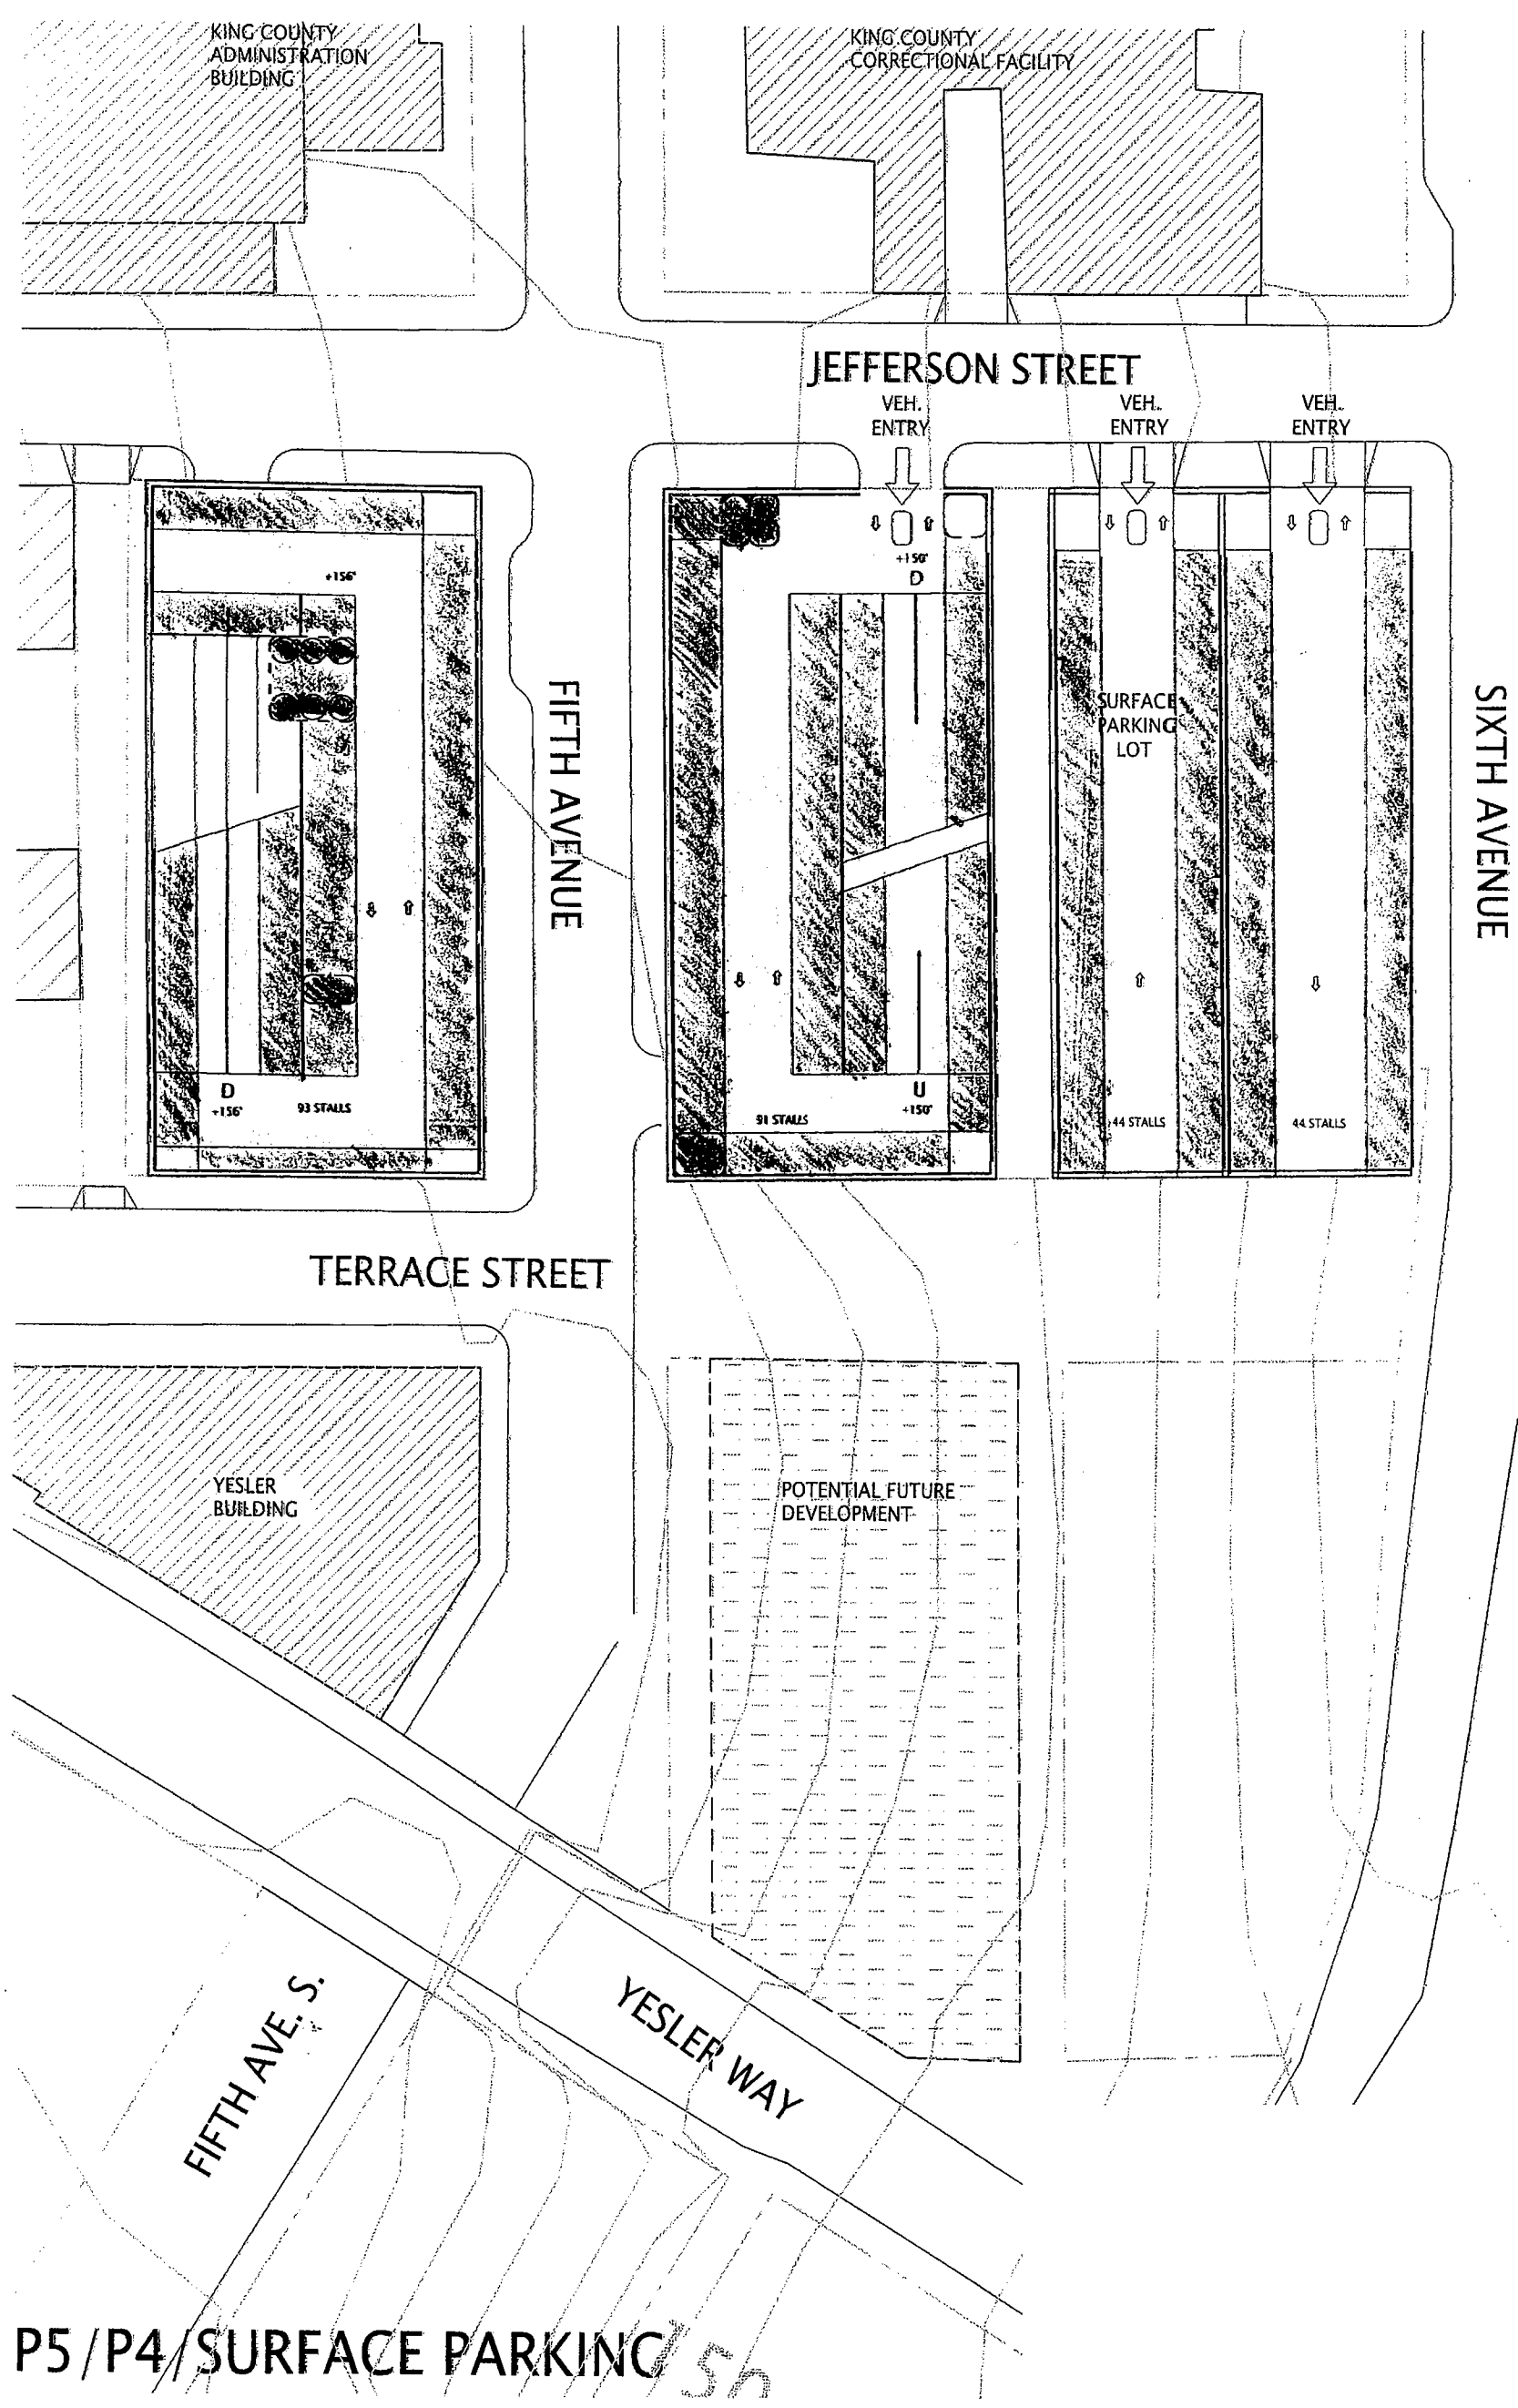 KING COUNTY
ADMINISTRATION
BUILDING
KING COUNTY
CORRECTIONAL FACILITY
JEFFERSON STREET
VEH.
ENTRY
VEH.
ENTRY
VEH.
ENTRY
+156'
+150'
D
FIFTH AVENUE
SURFACE
PARKING
LOT
SIXTH AVENUE
D
+156'
93 STALLS
91 STALLS
U
+150'
44 STALLS
44 STALLS
TERRACE STREET
YESLER
BUILDING
POTENTIAL FUTURE
DEVELOPMENT
FIFTH AVE. S.
YESLER WAY
P5/P4/SURFACE PARKING